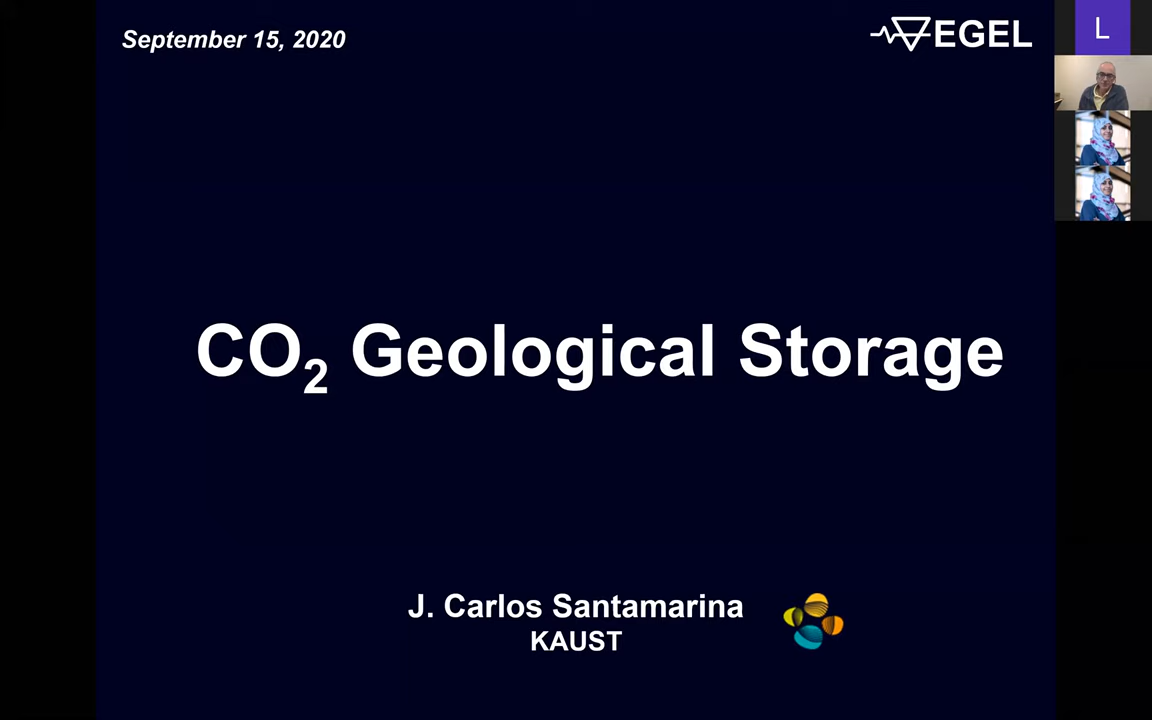 September 15, 2020
EGEL
L
CO₂ Geological Storage
J. Carlos Santamarina
KAUST